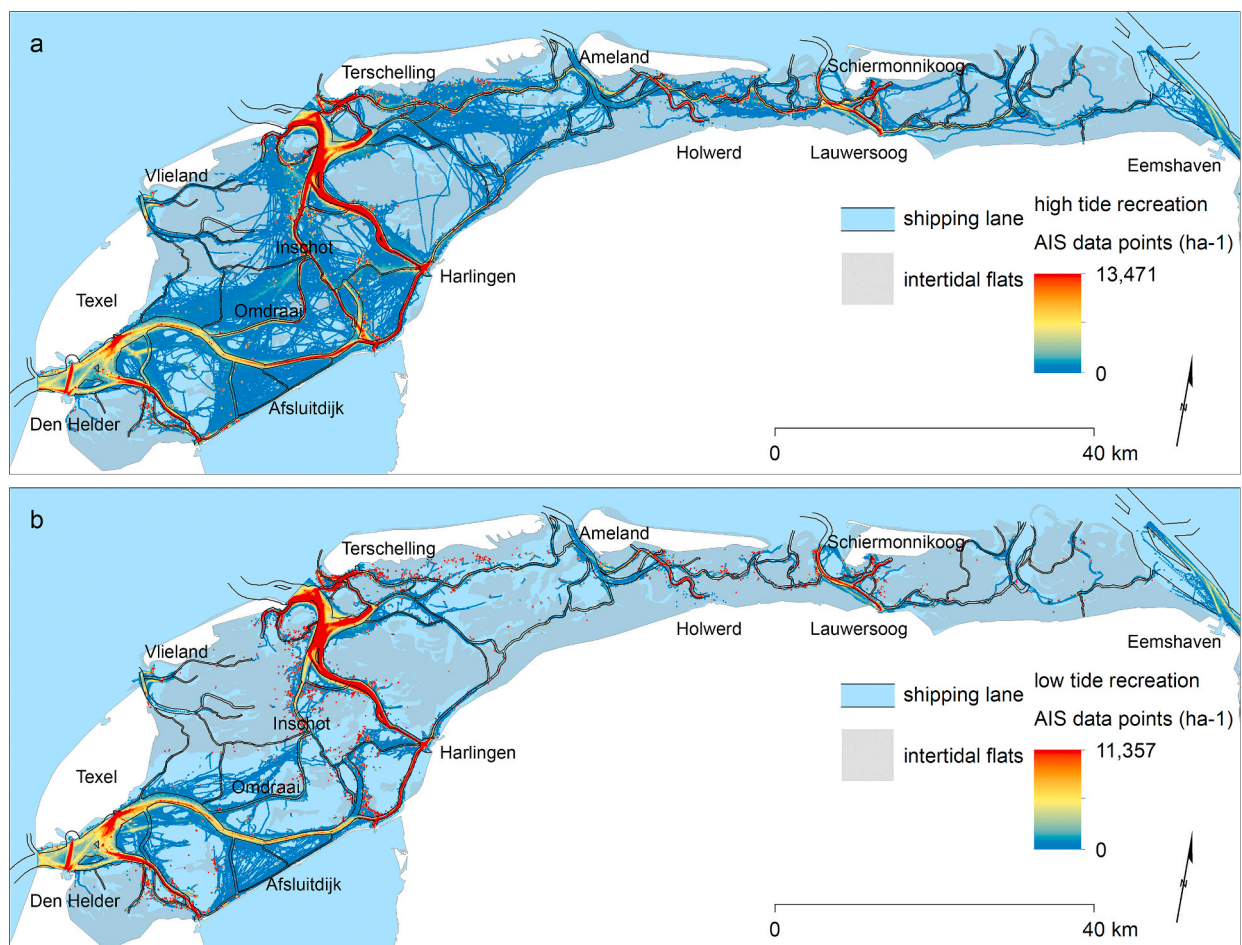 a
Ameland
Terschelling
Schiermonnikoog
Holwerd
Lauwersoog
Eemshaven
Vlieland
shipping lane
high tide recreation
Inschot
AIS data points (ha-1)
Harlingen
intertidal flats
13,471
Texel
Omdraai
0
Afsluitdijk
Den Helder
N
0
40 km
b
Ameland
Terschelling
Schiermonnikoog
Holwerd
Lauwersoog
Eemshaven
Vlieland
shipping lane
low tide recreation
Inschot
AIS data points (ha-1)
Harlingen
intertidal flats
11,357
Texel
Omdraai
0
Afsluitdijk
Den Helder
N
0
40 km